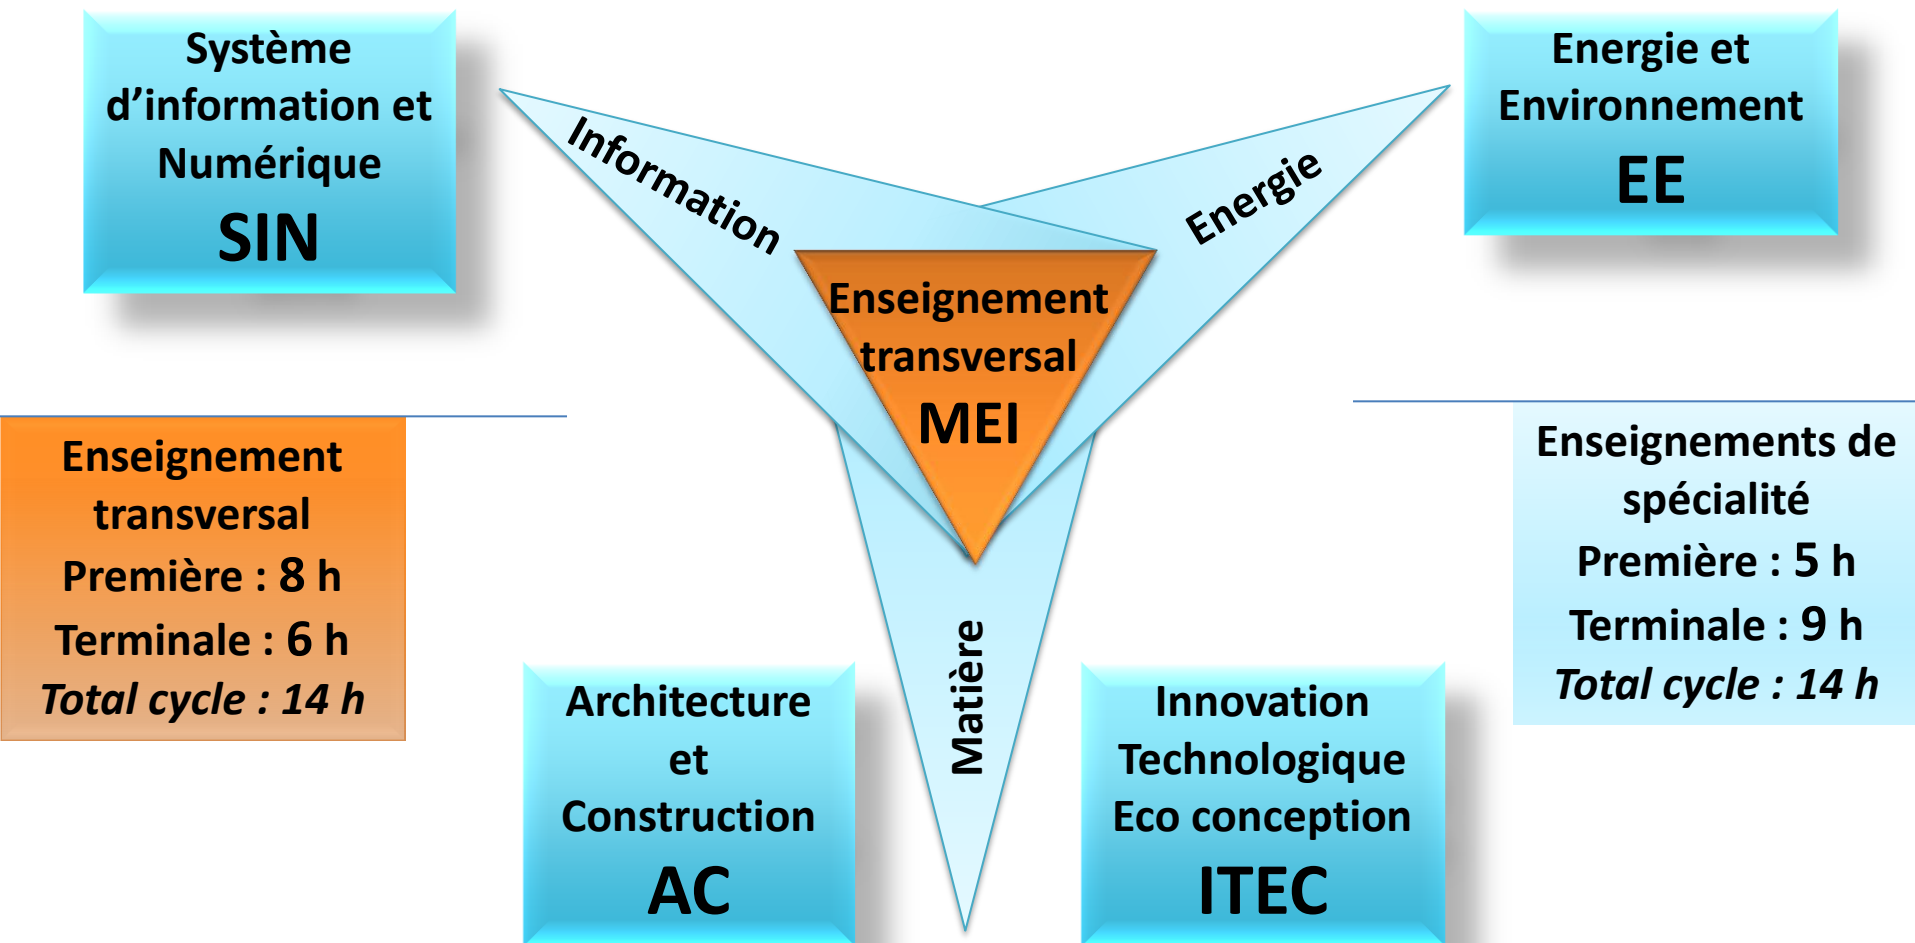 Système
d’information et
Numérique
SIN
Energie et
Environnement
EE
Information
Energie
Enseignement
transversal
MEI
Matière
Enseignement
transversal
Première : 8 h
Terminale : 6 h
Total cycle : 14 h
Enseignements de
spécialité
Première : 5 h
Terminale : 9 h
Total cycle : 14 h
Architecture
et
Construction
AC
Innovation
Technologique
Eco conception
ITEC